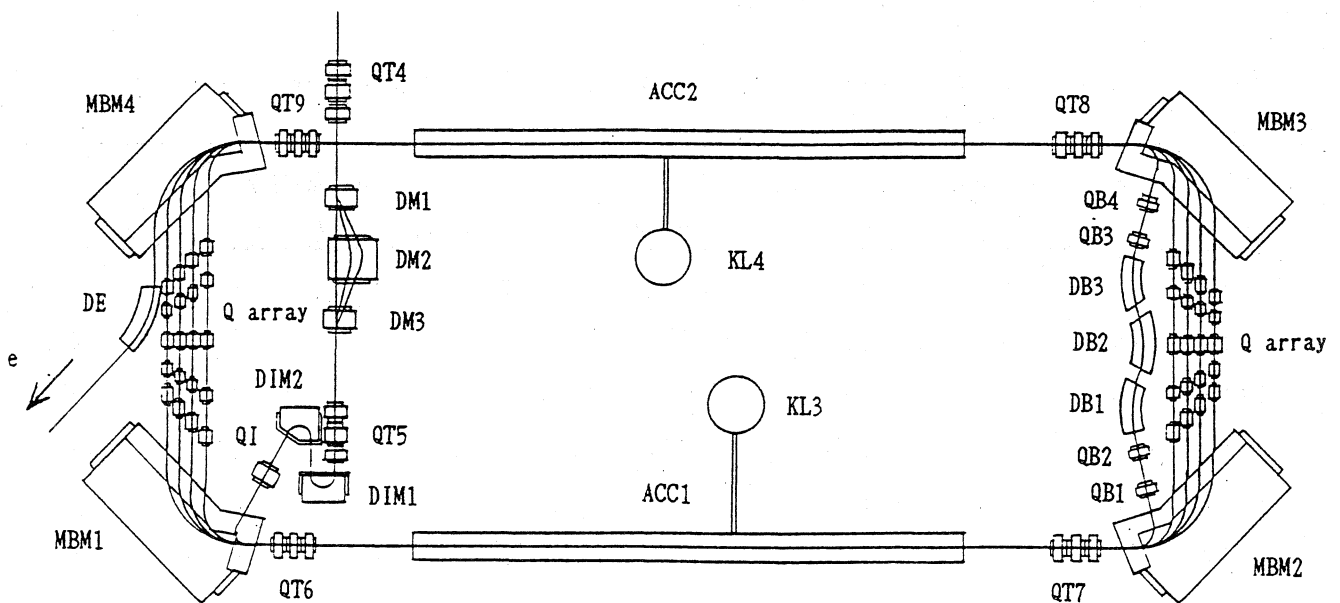 QT4
MBM4
QT9
ACC2
QT8
MBM3
DM1
QB4
QB3
DM2
KL4
DB3
DE
Q array
DM3
DB2
Q array
e
DIM2
KL3
DB1
QI
QT5
QB2
DIM1
ACC1
QB1
MBM1
QT6
QT7
MBM2